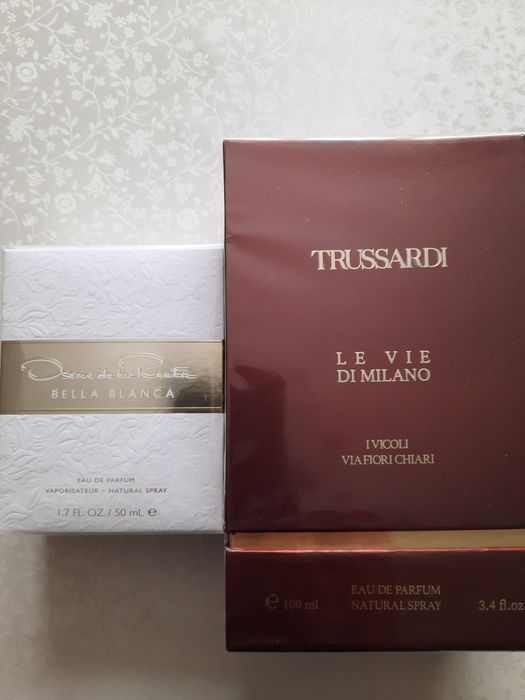 Oscar de la Renta
BELLA BLANCA
EAU DE PARFUM
VAPORISATEUR – NATURAL SPRAY
1.7 FL. OZ. / 50 mL ℮
TRUSSARDI
LE VIE
DI MILANO
I VICOLI
VIA FIORI CHIARI
℮ 100 ml
EAU DE PARFUM
NATURAL SPRAY
3.4 fl.oz